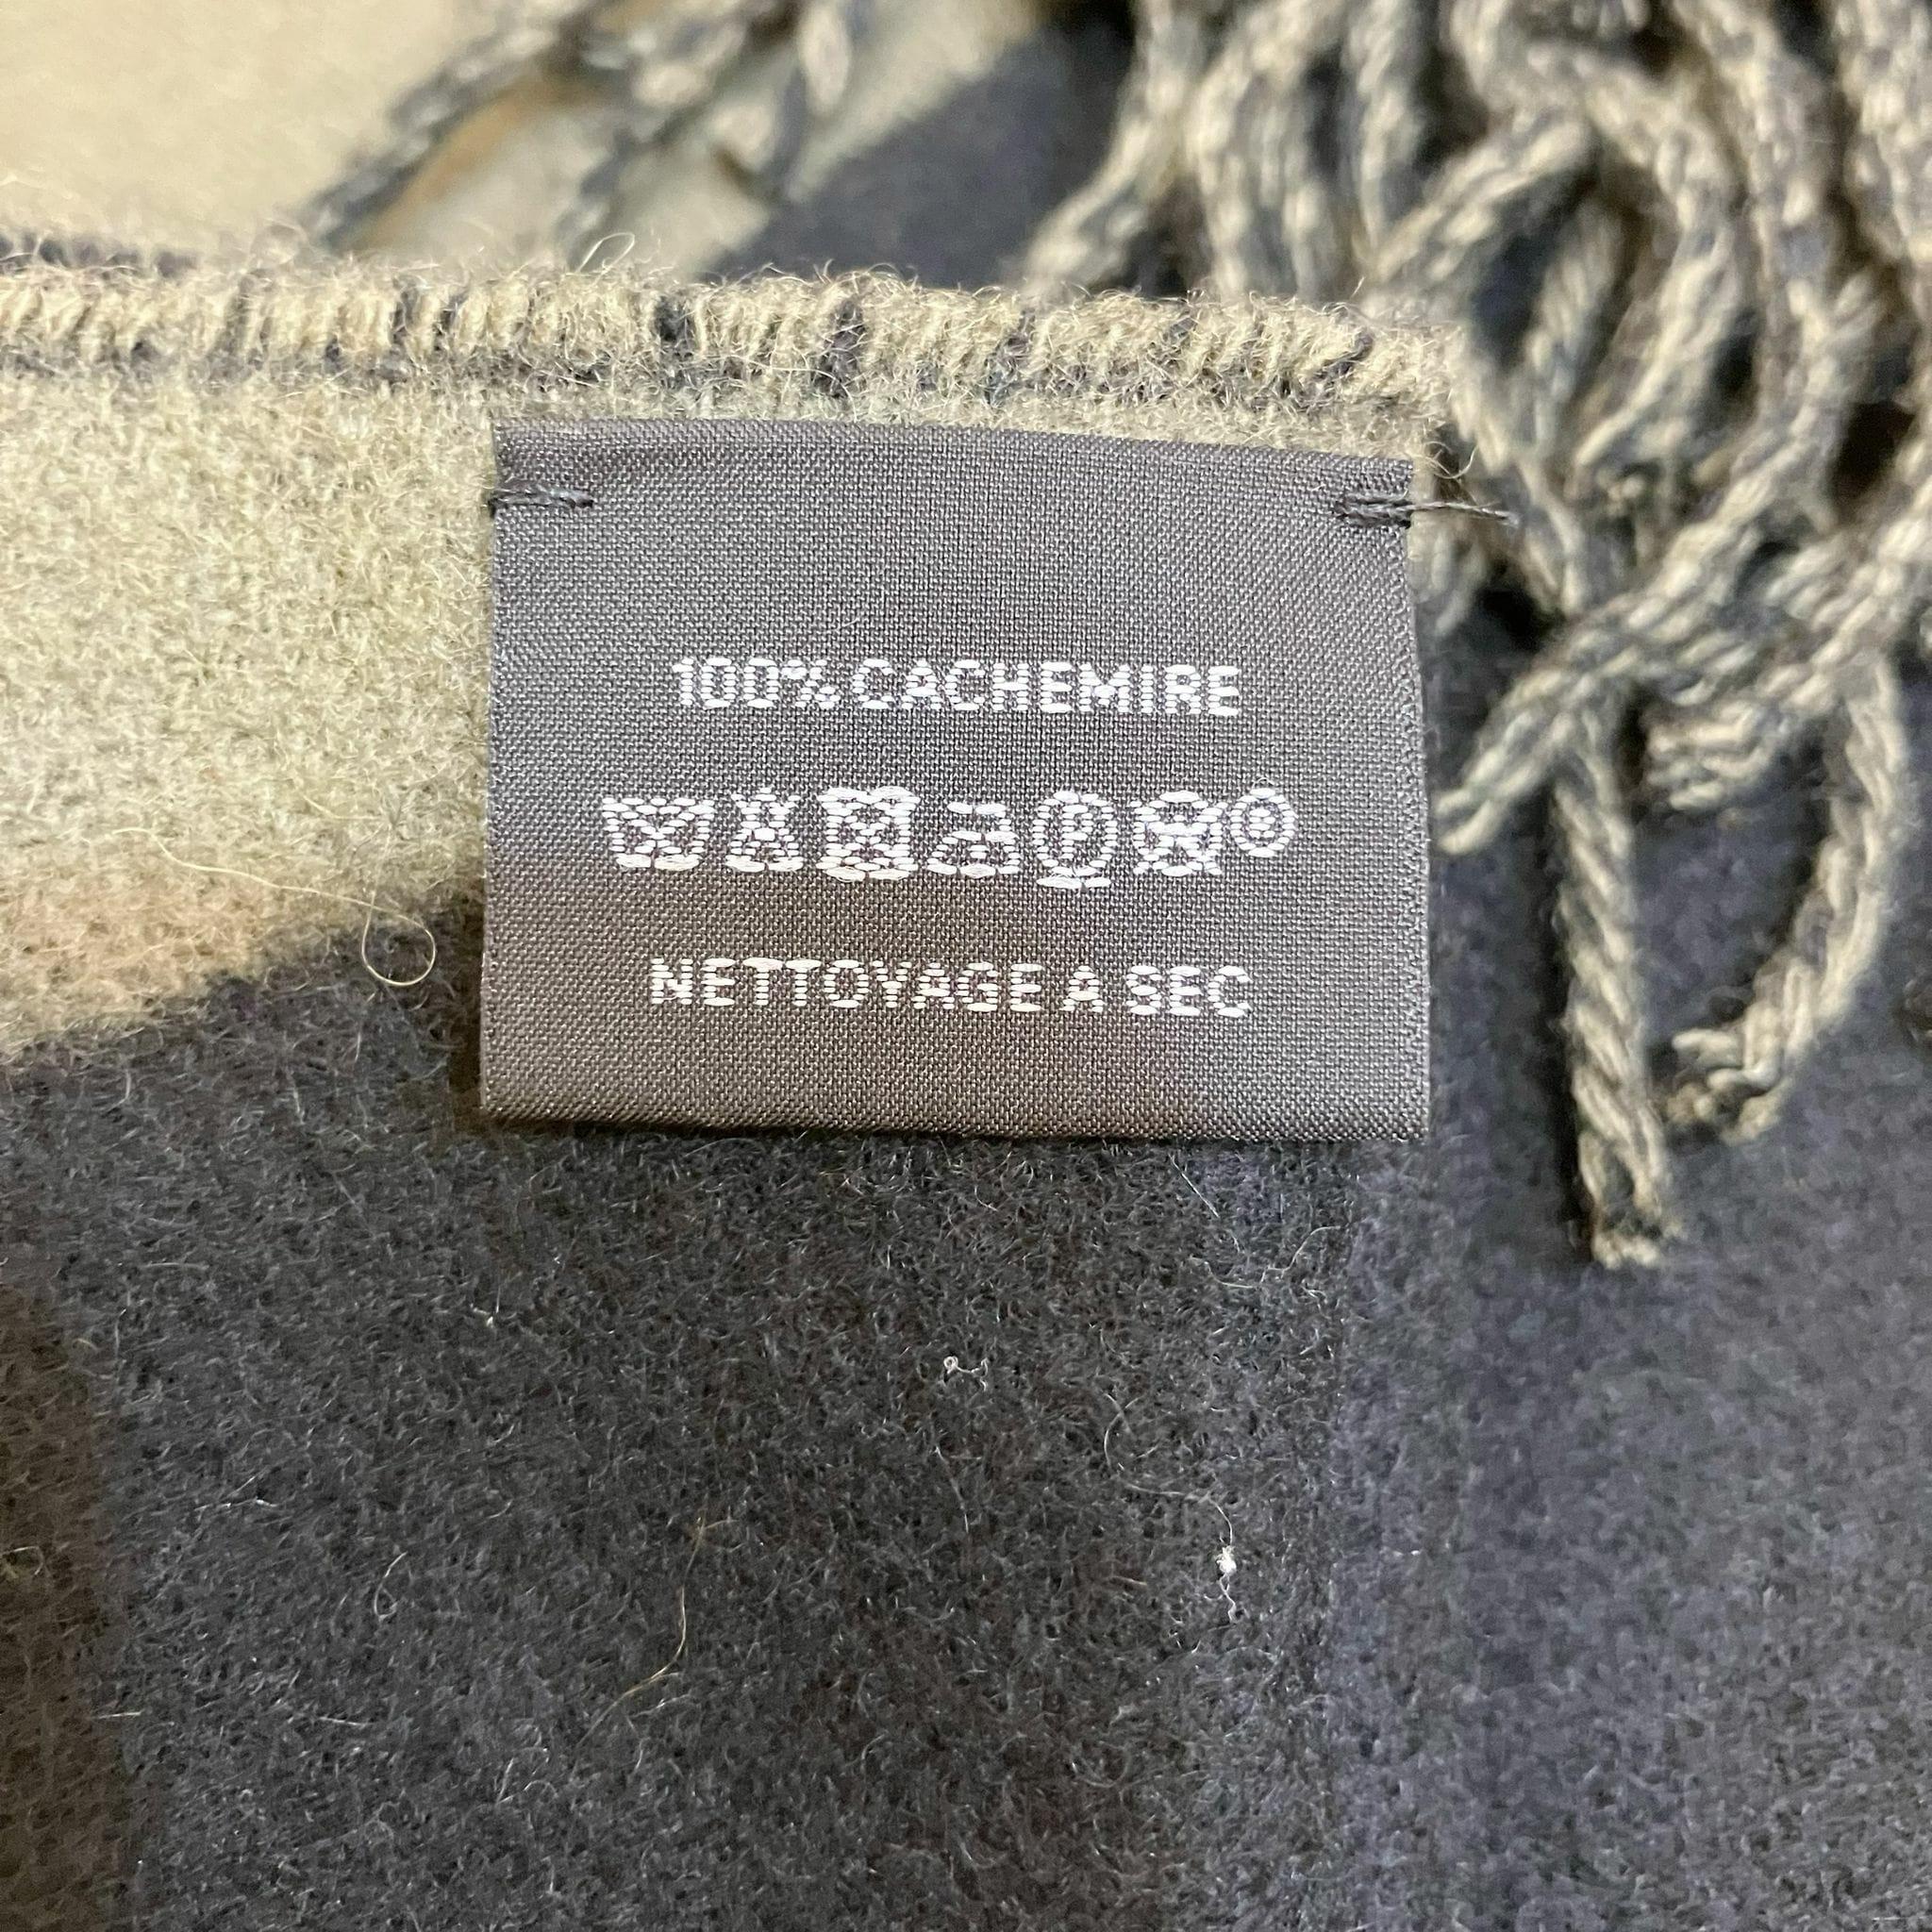 100% CACHEMIRE
P
NETTOYAGE A SEC